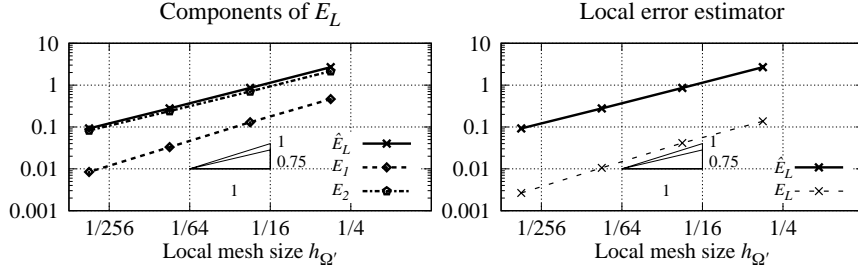 Components of E_L
10
1
0.1
0.01
0.001
1/256
1/64
1/16
1/4
Ê_L
E_1
E_2
1
0.75
1
Local mesh size h_Ω′
Local error estimator
10
1
0.1
0.01
0.001
1/256
1/64
1/16
1/4
Ê_L
E_L
1
0.75
1
Local mesh size h_Ω′